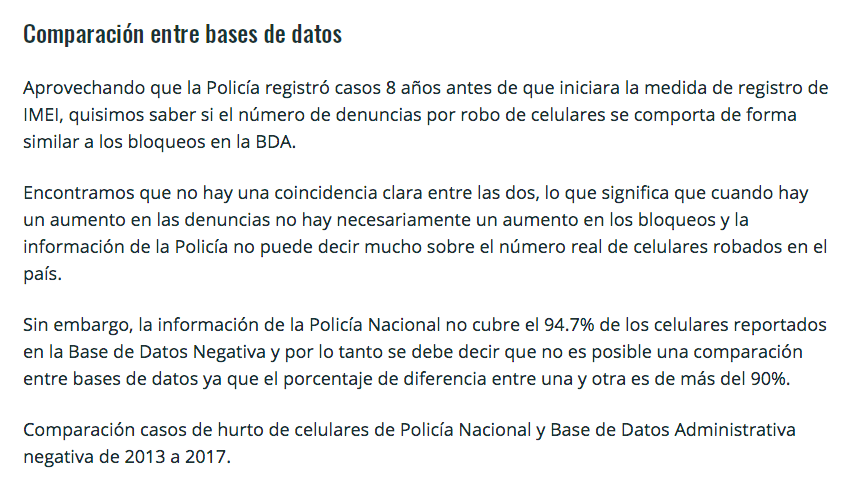 Comparación entre bases de datos
Aprovechando que la Policía registró casos 8 años antes de que iniciara la medida de registro de
IMEI, quisimos saber si el número de denuncias por robo de celulares se comporta de forma
similar a los bloqueos en la BDA.
Encontramos que no hay una coincidencia clara entre las dos, lo que significa que cuando hay
un aumento en las denuncias no hay necesariamente un aumento en los bloqueos y la
información de la Policía no puede decir mucho sobre el número real de celulares robados en el
país.
Sin embargo, la información de la Policía Nacional no cubre el 94.7% de los celulares reportados
en la Base de Datos Negativa y por lo tanto se debe decir que no es posible una comparación
entre bases de datos ya que el porcentaje de diferencia entre una y otra es de más del 90%.
Comparación casos de hurto de celulares de Policía Nacional y Base de Datos Administrativa
negativa de 2013 a 2017.